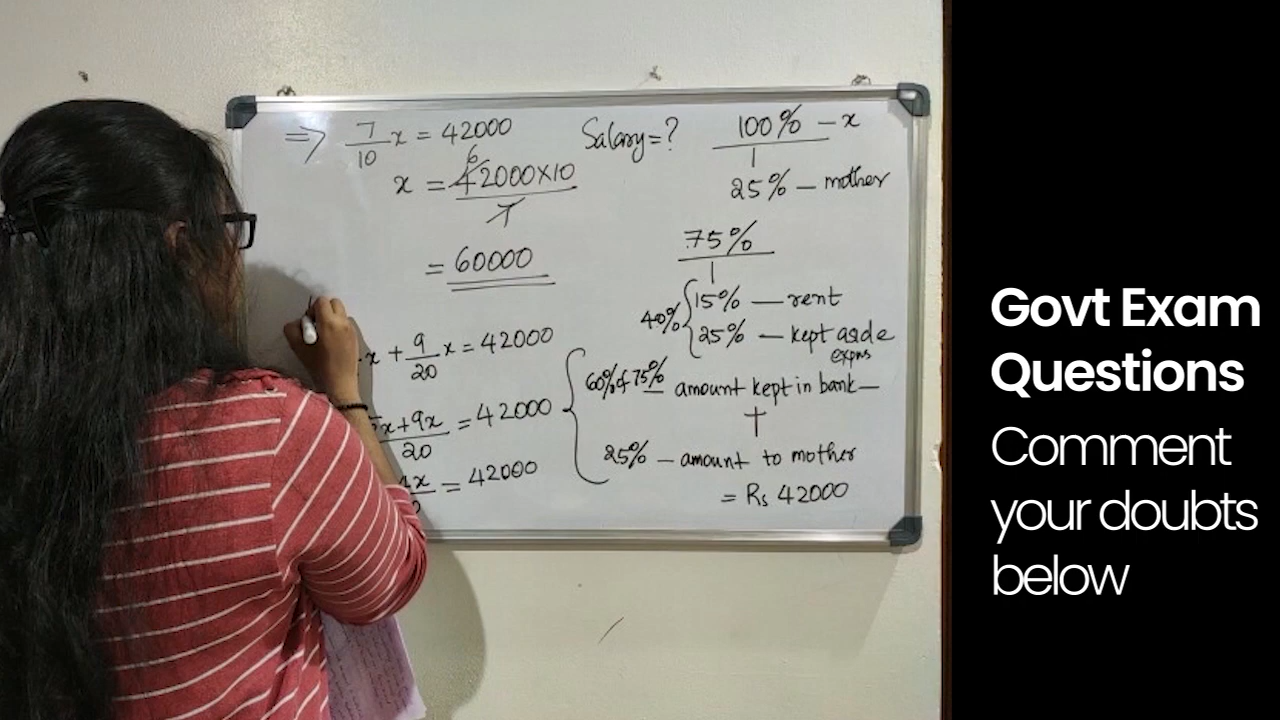 => 7/10 x = 42000
x = 42000×10 / 7
6
= 60000
x + 9/20 x = 42000
x+9x / 20 = 42000
x = 42000
Salary=?
100% – x
25% – mother
75%
40% { 15% — rent
25% — kept aside
expns
60% of 75% amount kept in bank —
+
25% — amount to mother
= Rs 42000
Govt Exam
Questions
Comment
your doubts
below